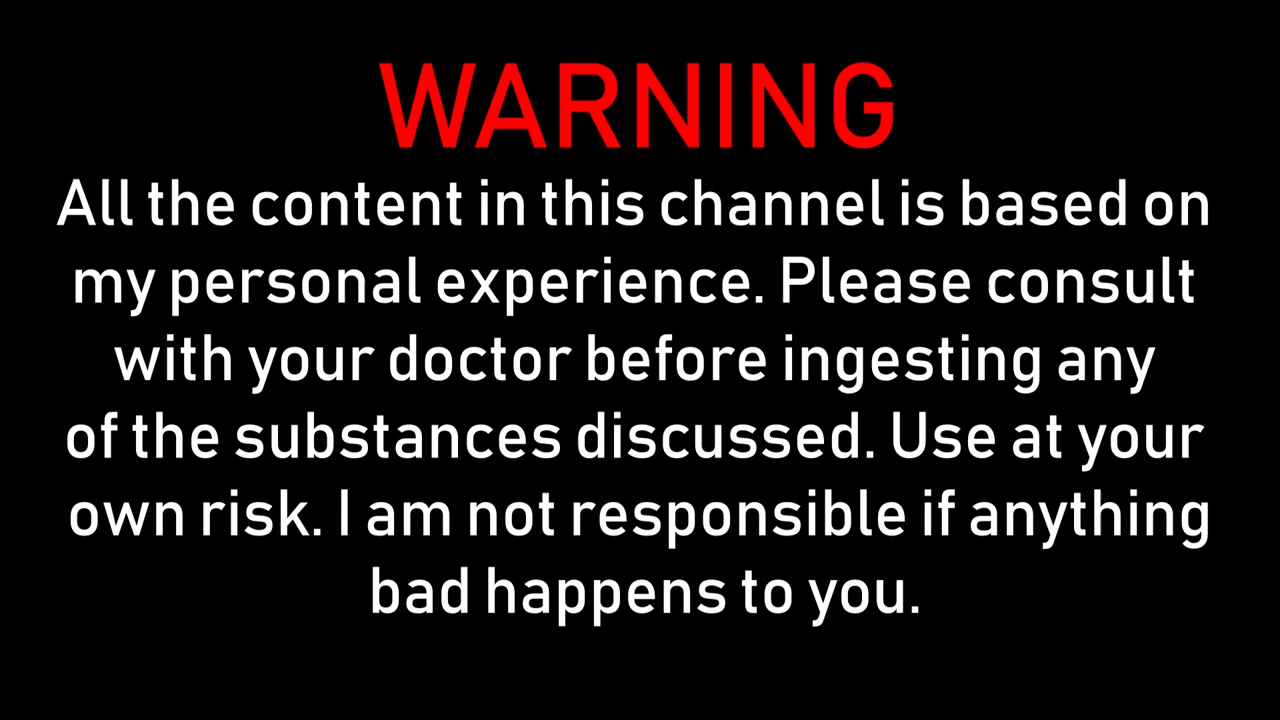 WARNING
All the content in this channel is based on
my personal experience. Please consult
with your doctor before ingesting any
of the substances discussed. Use at your
own risk. I am not responsible if anything
bad happens to you.